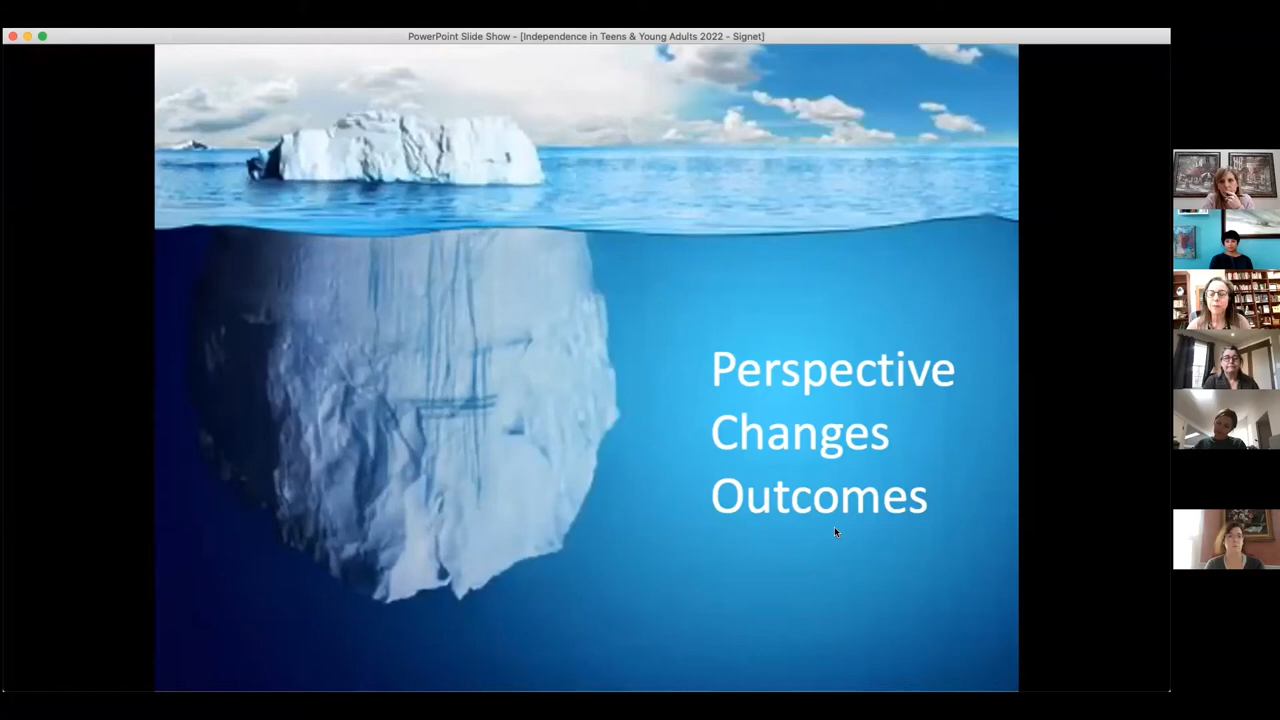 PowerPoint Slide Show - [Independence in Teens & Young Adults 2022 - Signet]
Perspective
Changes
Outcomes